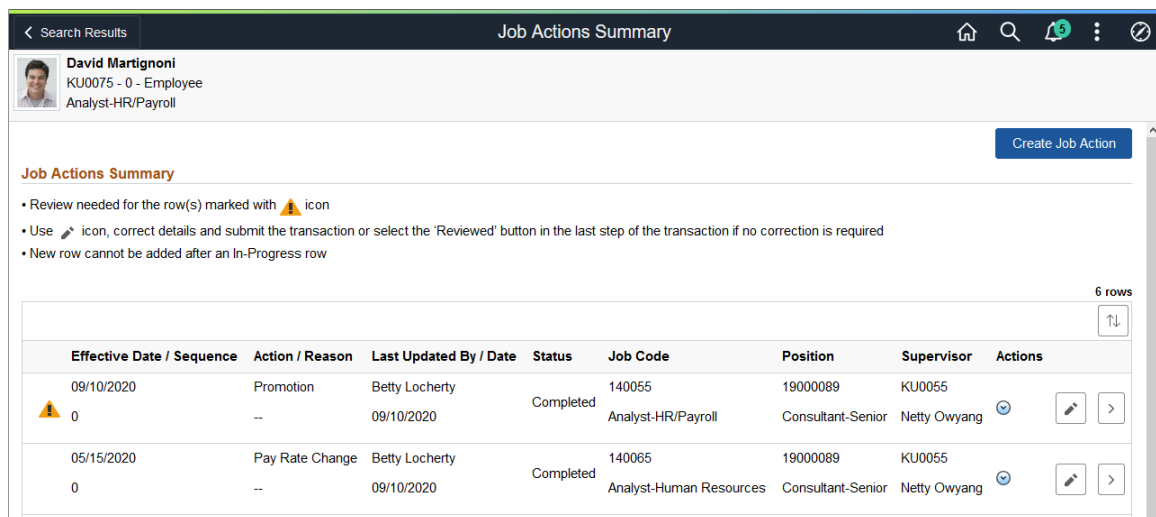 Search Results
Job Actions Summary
5
David Martignoni
KU0075 - 0 - Employee
Analyst-HR/Payroll
Create Job Action
Job Actions Summary
• Review needed for the row(s) marked with icon
• Use icon, correct details and submit the transaction or select the 'Reviewed' button in the last step of the transaction if no correction is required
• New row cannot be added after an In-Progress row
6 rows
Effective Date / Sequence Action / Reason Last Updated By / Date Status Job Code Position Supervisor Actions
09/10/2020 Promotion Betty Locherty 140055 19000089 KU0055
Completed
0 -- 09/10/2020 Analyst-HR/Payroll Consultant-Senior Netty Owyang
05/15/2020 Pay Rate Change Betty Locherty 140065 19000089 KU0055
Completed
0 -- 09/10/2020 Analyst-Human Resources Consultant-Senior Netty Owyang